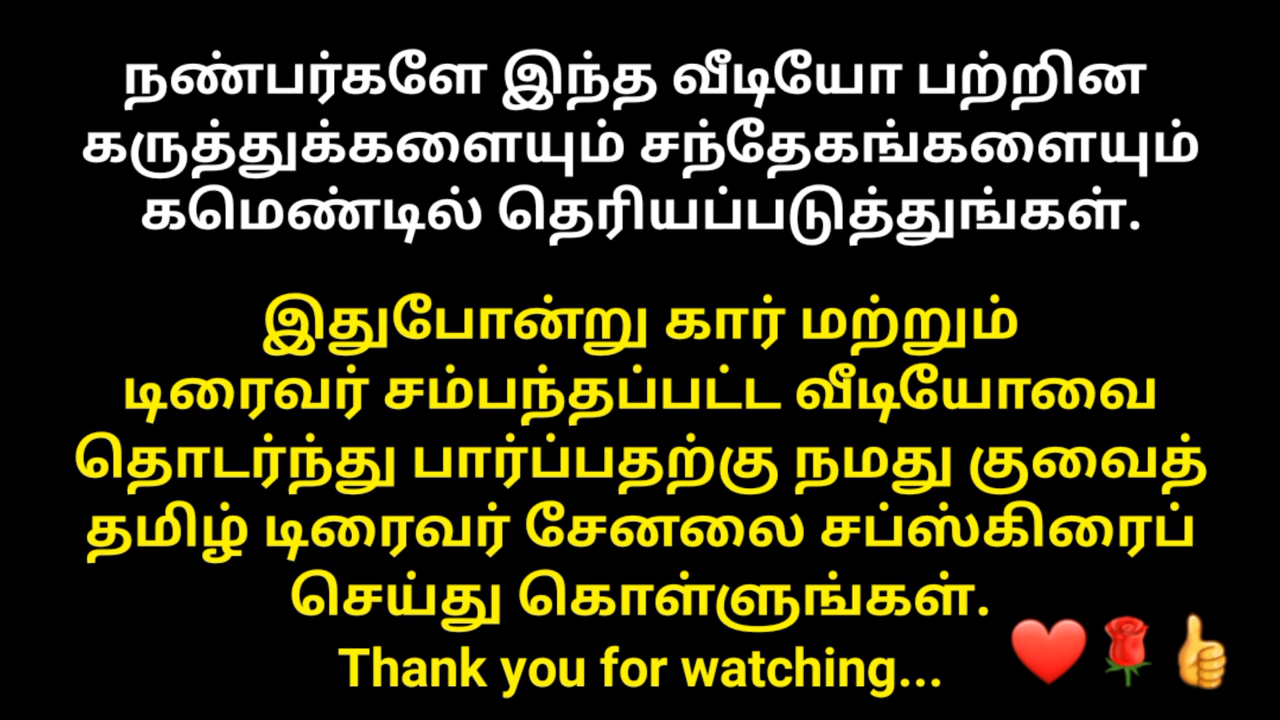 நண்பர்களே இந்த வீடியோ பற்றின
கருத்துக்களையும் சந்தேகங்களையும்
கமெண்டில் தெரியப்படுத்துங்கள்.
இதுபோன்று கார் மற்றும்
டிரைவர் சம்பந்தப்பட்ட வீடியோவை
தொடர்ந்து பார்ப்பதற்கு நமது குவைத்
தமிழ் டிரைவர் சேனலை சப்ஸ்கிரைப்
செய்து கொள்ளுங்கள்.
Thank you for watching...